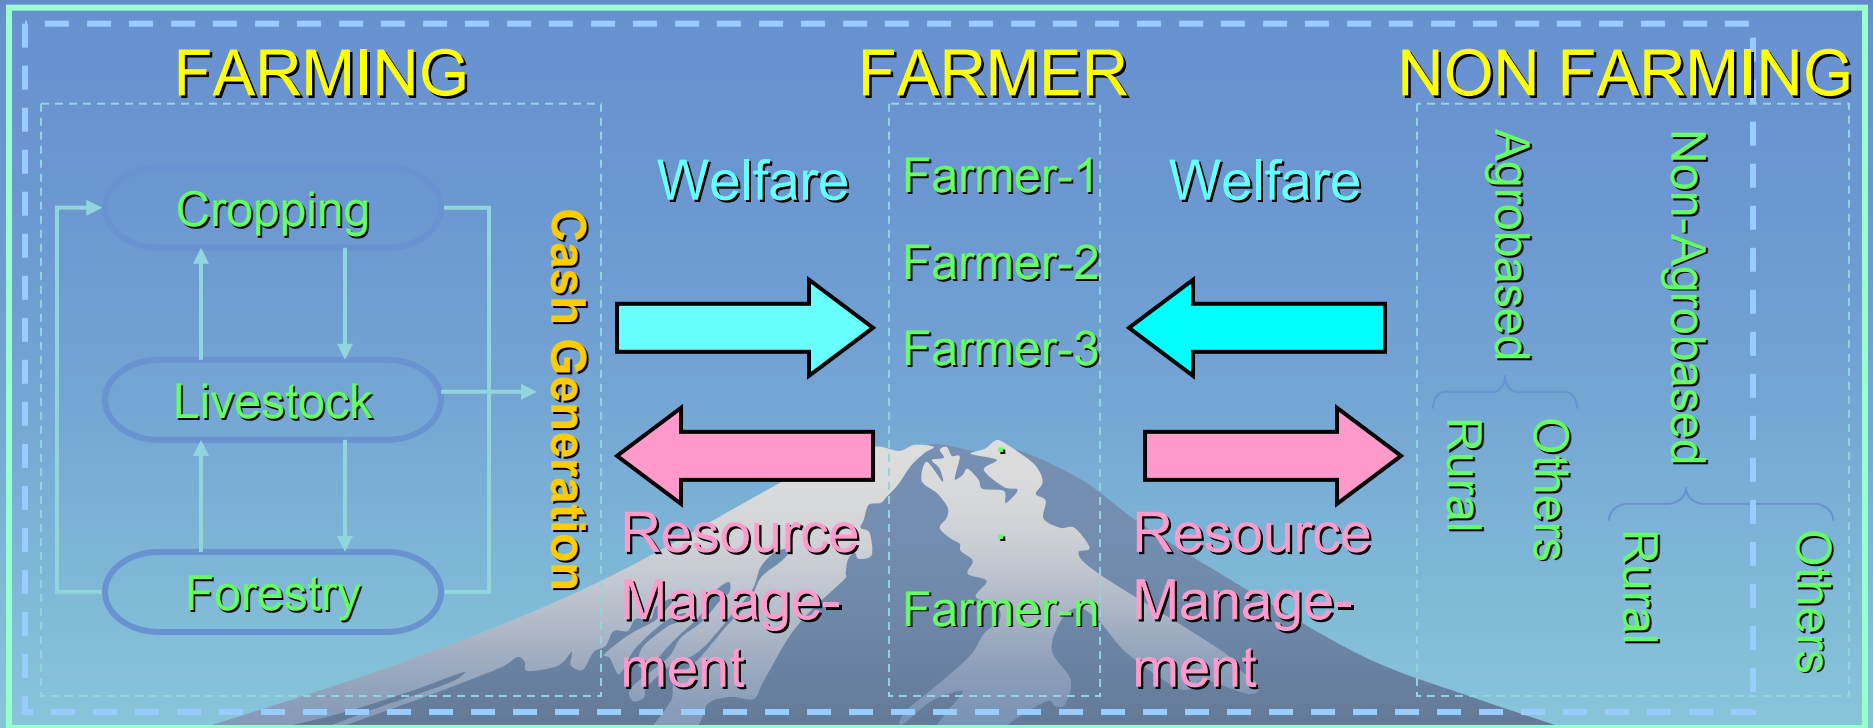 FARMING
FARMER
NON FARMING
Cropping
Livestock
Forestry
Cash Generation
Welfare
Resource
Manage-
ment
Farmer-1
Farmer-2
Farmer-3
.
.
Farmer-n
Welfare
Resource
Manage-
ment
Agrobased
Rural
Others
Non-Agrobased
Rural
Others